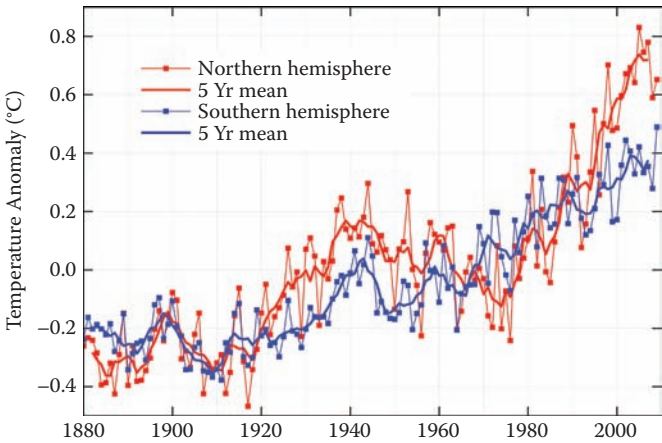 Temperature Anomaly (°C)
0.8
0.6
0.4
0.2
0.0
−0.2
−0.4
Northern hemisphere
5 Yr mean
Southern hemisphere
5 Yr mean
1880 1900 1920 1940 1960 1980 2000